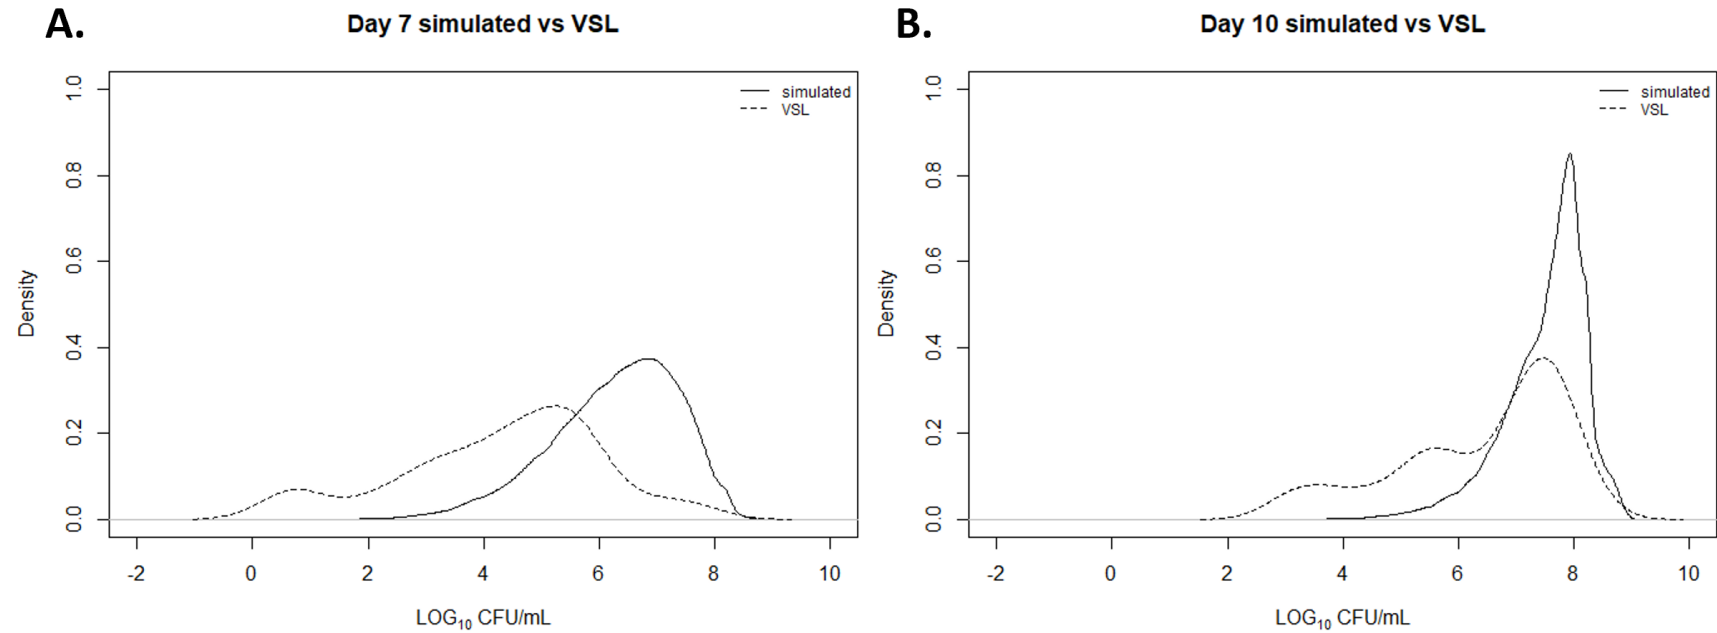 A.
Day 7 simulated vs VSL
simulated
VSL
1.0
0.8
0.6
0.4
0.2
0.0
Density
-2 0 2 4 6 8 10
LOG10 CFU/mL
B.
Day 10 simulated vs VSL
simulated
VSL
1.0
0.8
0.6
0.4
0.2
0.0
Density
-2 0 2 4 6 8 10
LOG10 CFU/mL